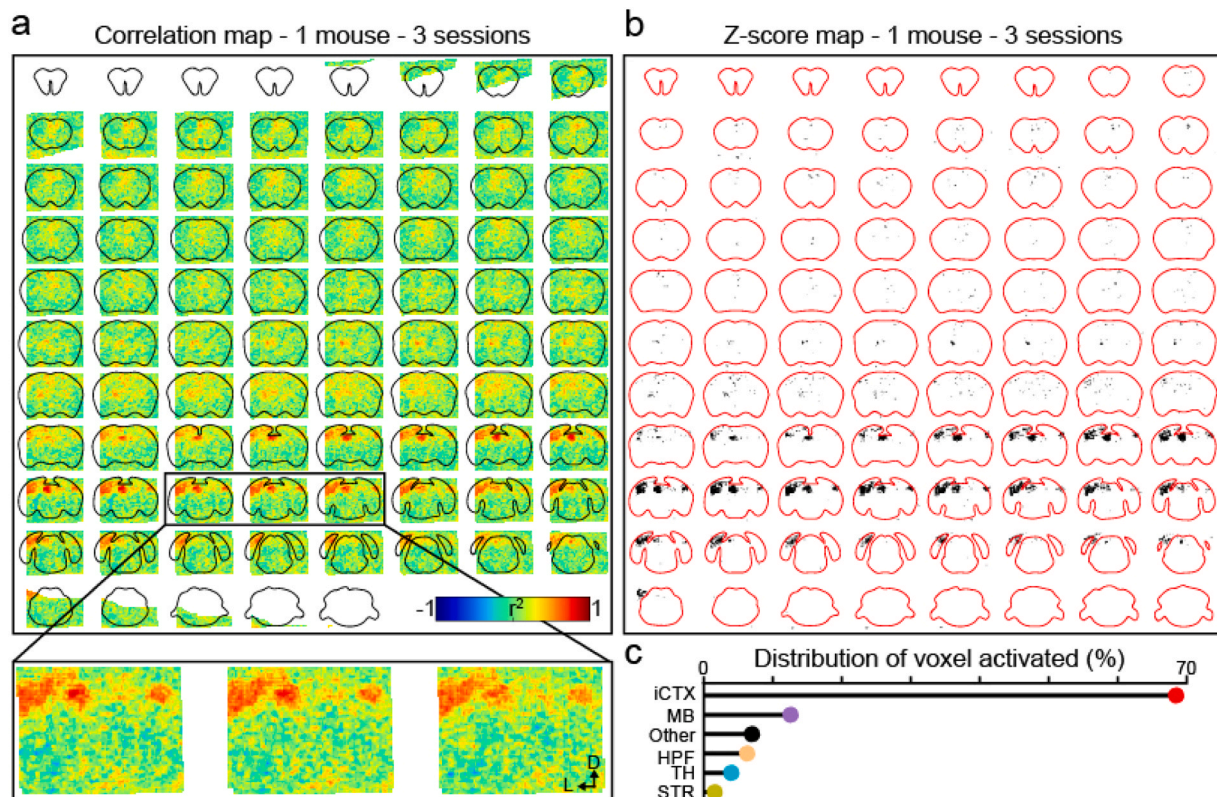 a
Correlation map - 1 mouse - 3 sessions
-1 r² 1
D
L
b
Z-score map - 1 mouse - 3 sessions
c
0 Distribution of voxel activated (%) 70
iCTX
MB
Other
HPF
TH
STR